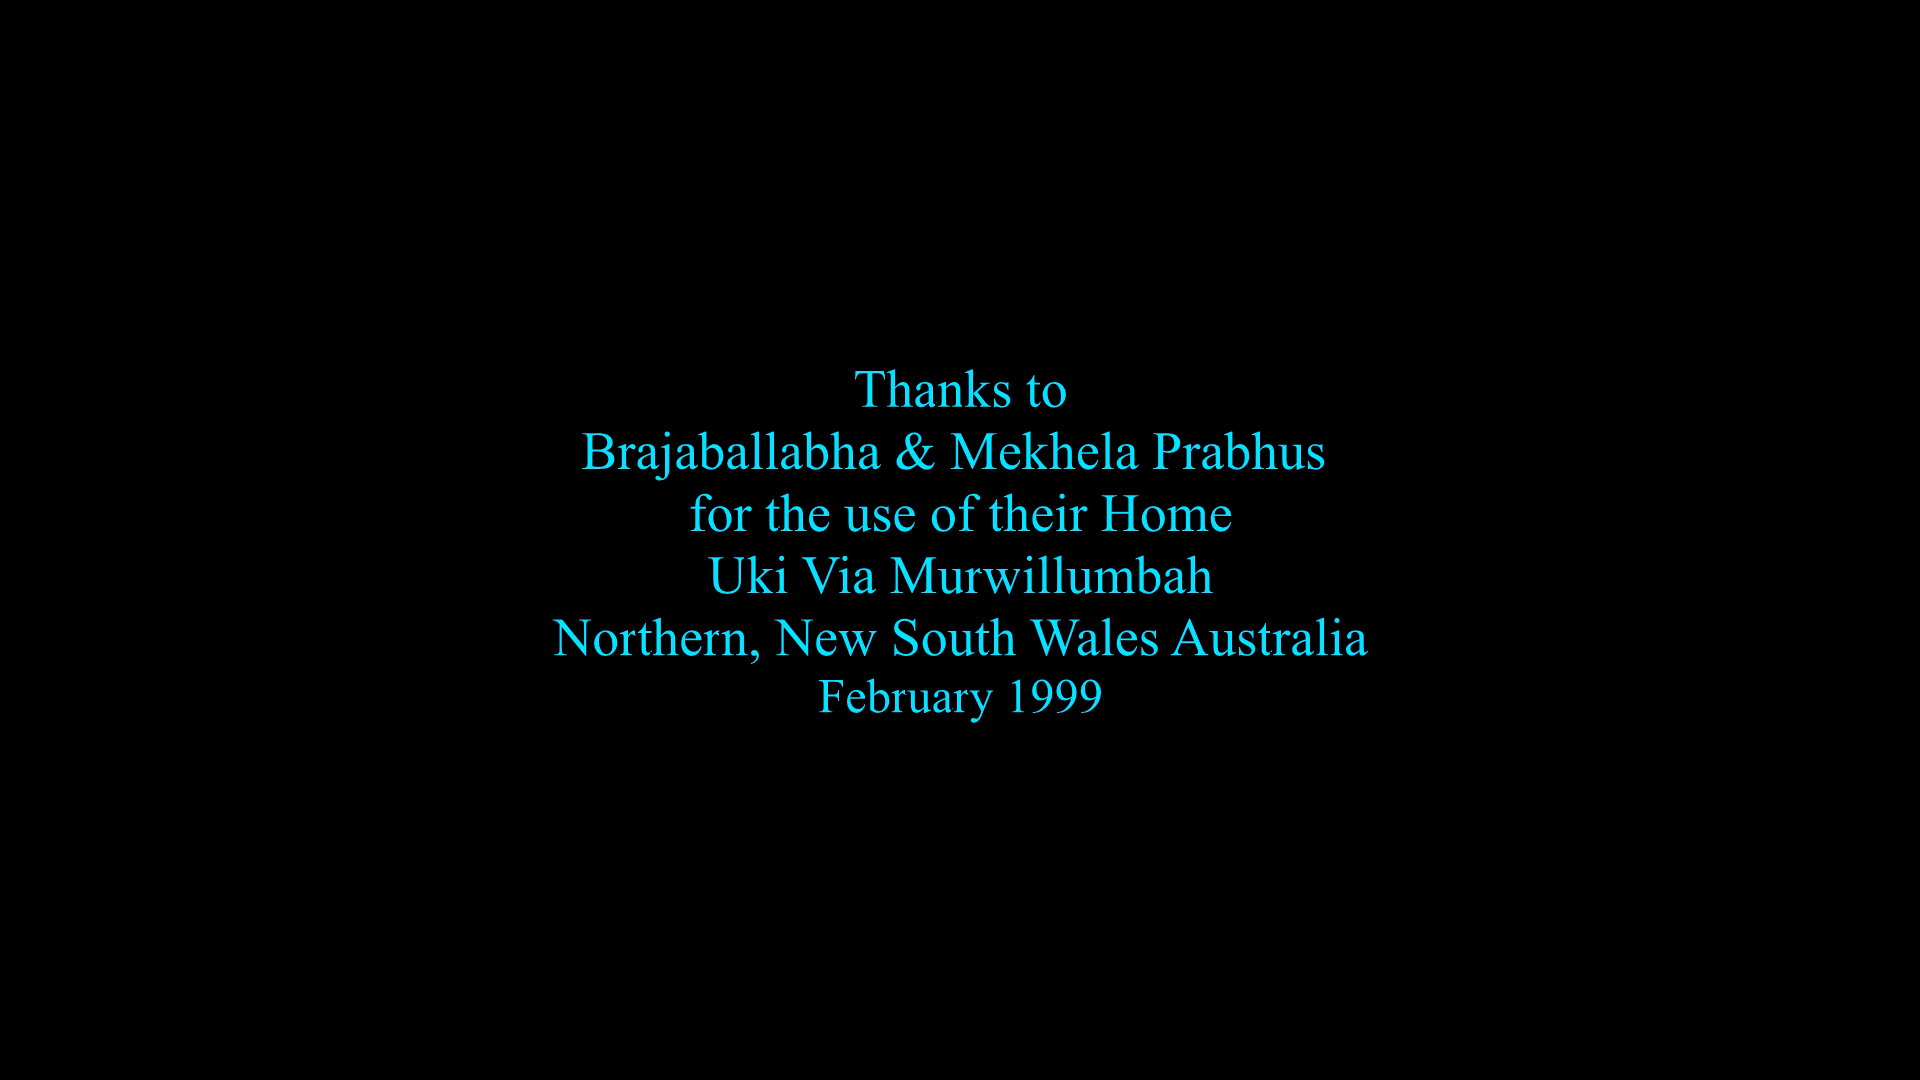 Thanks to
Brajaballabha & Mekhela Prabhus
for the use of their Home
Uki Via Murwillumbah
Northern, New South Wales Australia
February 1999